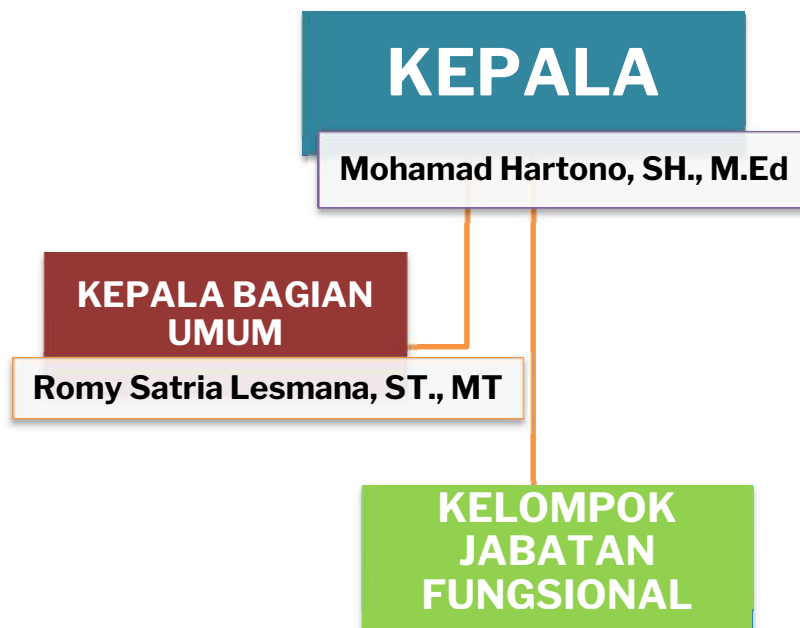 KEPALA
Mohamad Hartono, SH., M.Ed
KEPALA BAGIAN
UMUM
Romy Satria Lesmana, ST., MT
KELOMPOK
JABATAN
FUNGSIONAL